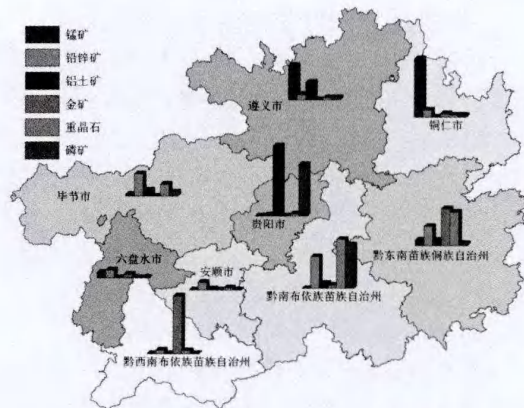 锰矿
铅锌矿
铝土矿
金矿
重晶石
磷矿
遵义市
铜仁市
毕节市
贵阳市
黔东南苗族侗族自治州
六盘水市
安顺市
黔南布依族苗族自治州
黔西南布依族苗族自治州